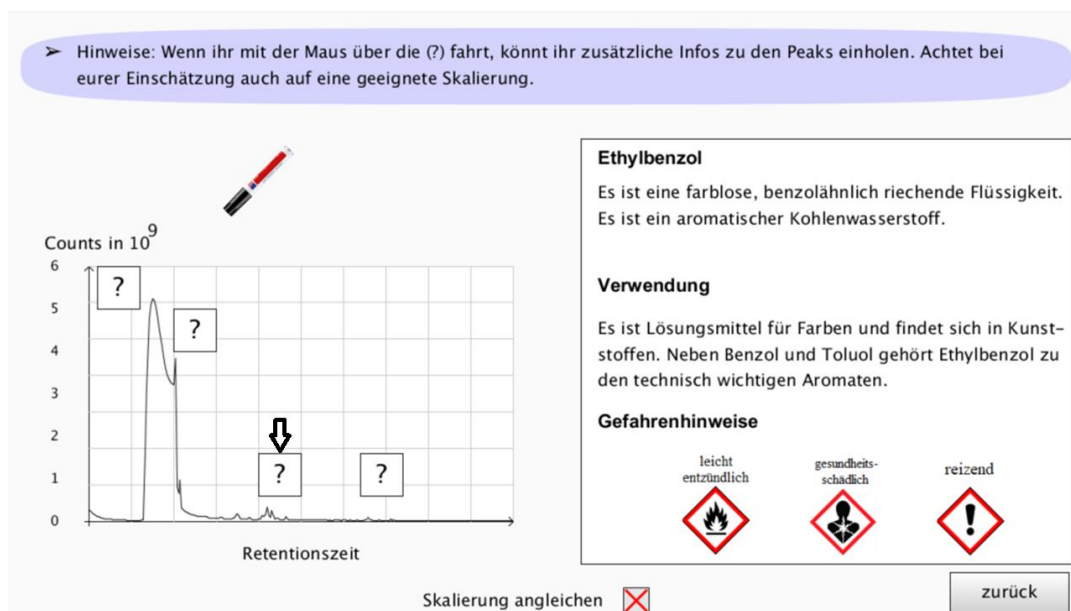 ➢ Hinweise: Wenn ihr mit der Maus über die (?) fahrt, könnt ihr zusätzliche Infos zu den Peaks einholen. Achtet bei
eurer Einschätzung auch auf eine geeignete Skalierung.
Counts in 10^9
6
5
4
3
2
1
0
?
?
?
?
Retentionszeit
Ethylbenzol
Es ist eine farblose, benzolähnlich riechende Flüssigkeit.
Es ist ein aromatischer Kohlenwasserstoff.
Verwendung
Es ist Lösungsmittel für Farben und findet sich in Kunst-
stoffen. Neben Benzol und Toluol gehört Ethylbenzol zu
den technisch wichtigen Aromaten.
Gefahrenhinweise
leicht
entzündlich
gesundheits-
schädlich
reizend
Skalierung angleichen
zurück